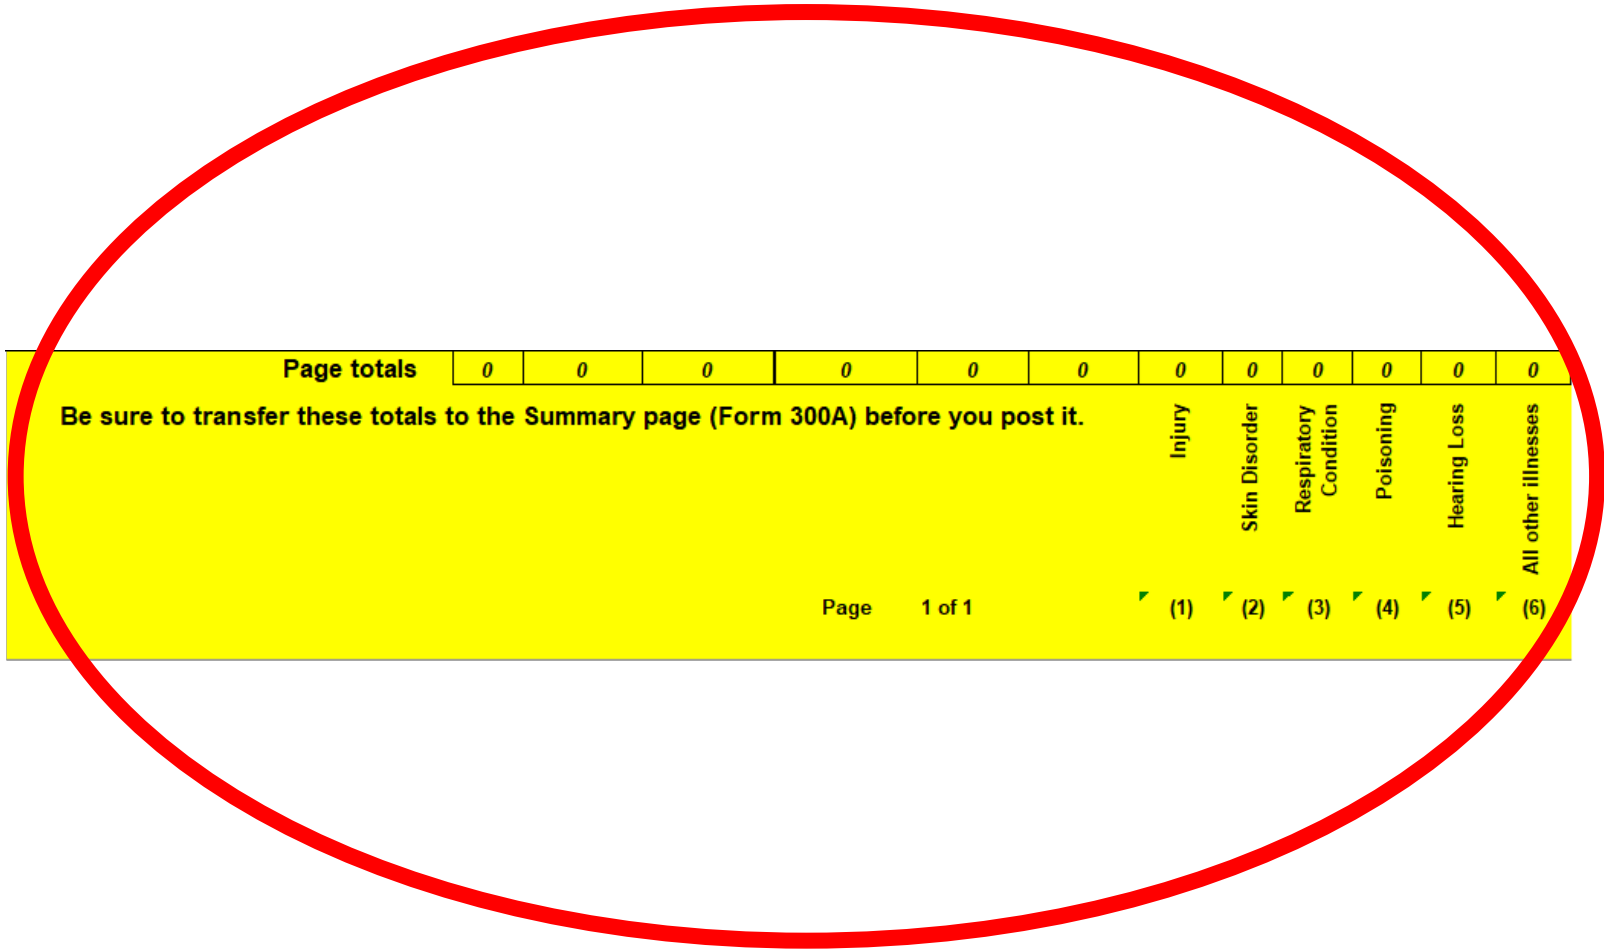 Page totals 0 0 0 0 0 0 0 0 0 0 0 0
Be sure to transfer these totals to the Summary page (Form 300A) before you post it.
Injury
Skin Disorder
Respiratory
Condition
Poisoning
Hearing Loss
All other illnesses
Page 1 of 1 (1) (2) (3) (4) (5) (6)